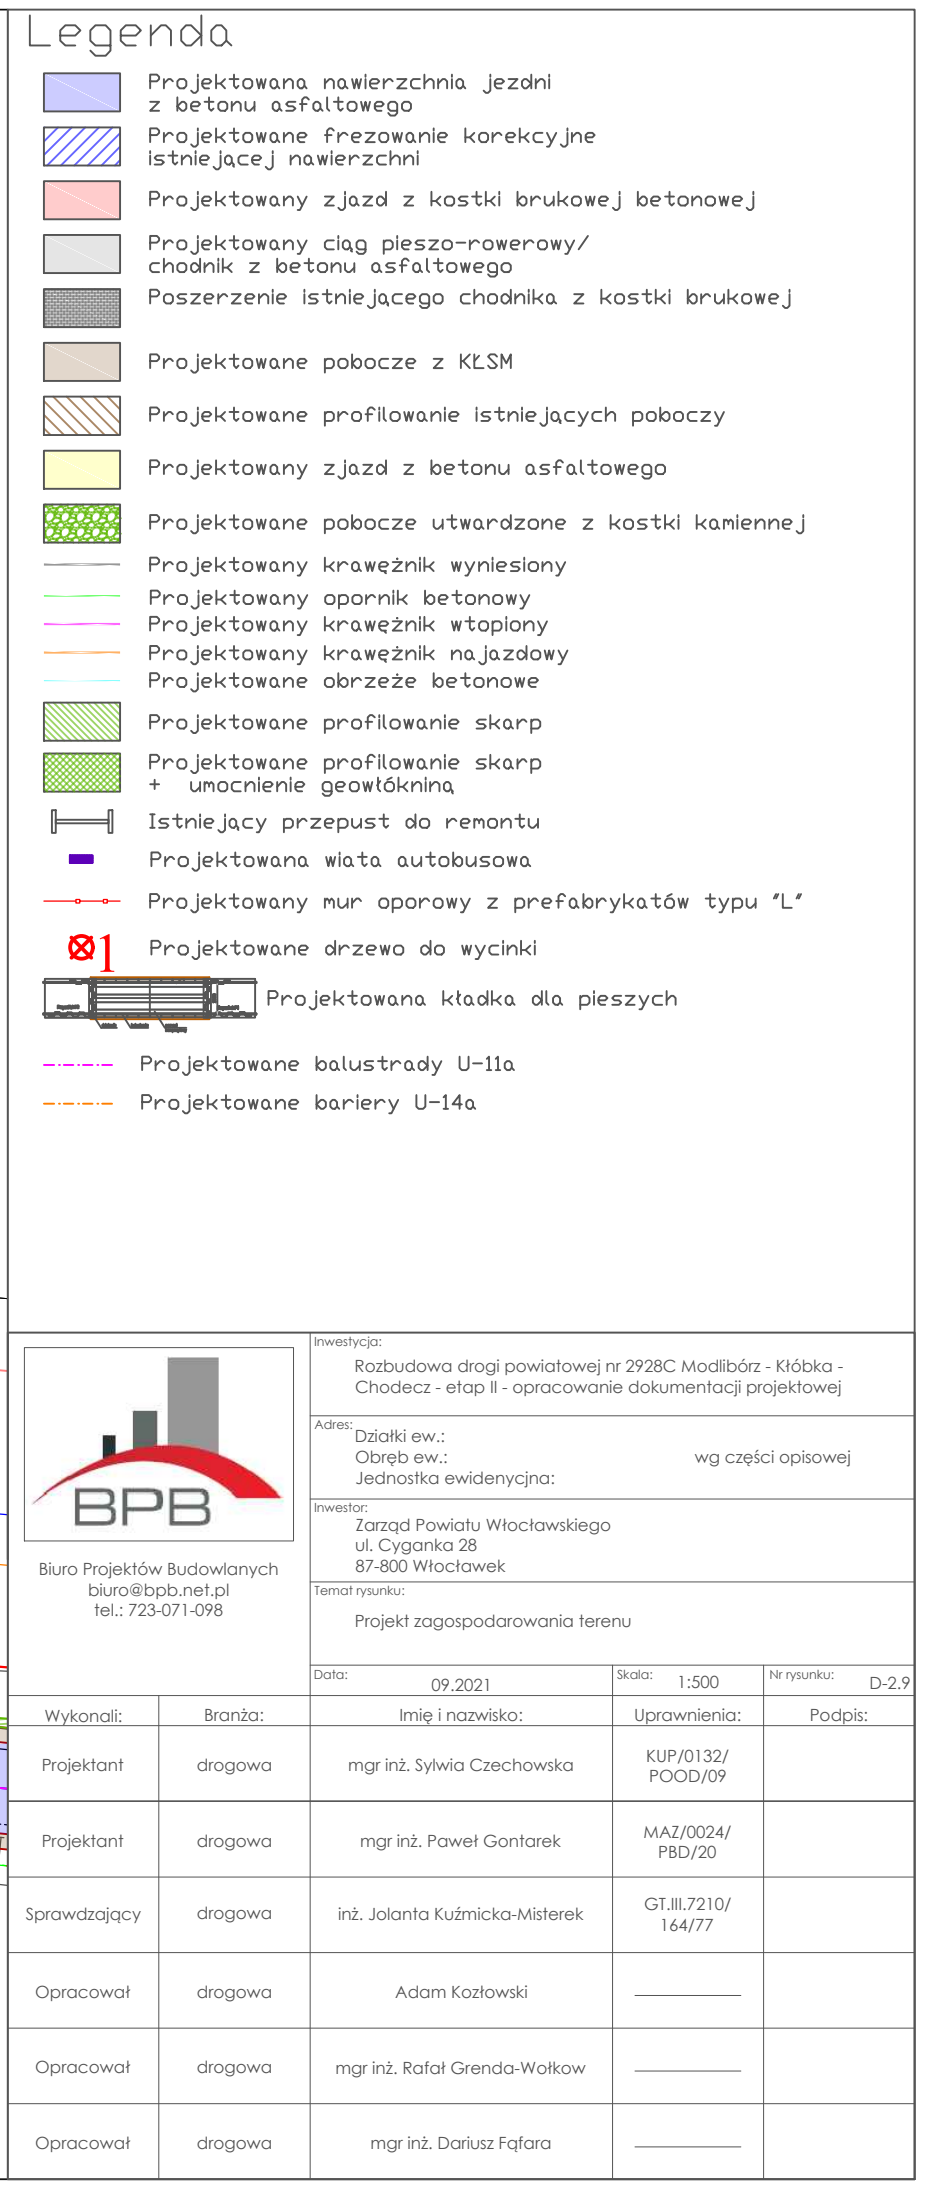 Legenda
Projektowana nawierzchnia jezdni
z betonu asfaltowego
Projektowane frezowanie korekcyjne
istniejącej nawierzchni
Projektowany zjazd z kostki brukowej betonowej
Projektowany ciąg pieszo-rowerowy/
chodnik z betonu asfaltowego
Poszerzenie istniejącego chodnika z kostki brukowej
Projektowane pobocze z KŁSM
Projektowane profilowanie istniejących poboczy
Projektowany zjazd z betonu asfaltowego
Projektowane pobocze utwardzone z kostki kamiennej
Projektowany krawężnik wyniesiony
Projektowany opornik betonowy
Projektowany krawężnik wtopiony
Projektowany krawężnik najazdowy
Projektowane obrzeże betonowe
Projektowane profilowanie skarp
Projektowane profilowanie skarp
+ umocnienie geowłókniną
Istniejący przepust do remontu
Projektowana wiata autobusowa
Projektowany mur oporowy z prefabrykatów typu "L"
1 Projektowane drzewo do wycinki
Projektowana kładka dla pieszych
Projektowane balustrady U-11a
Projektowane bariery U-14a
BPB
Biuro Projektów Budowlanych
biuro@bpb.net.pl
tel.: 723-071-098
Inwestycja:
Rozbudowa drogi powiatowej nr 2928C Modlibórz - Kłóbka -
Chodecz - etap II - opracowanie dokumentacji projektowej
Adres:
Działki ew.:
Obręb ew.: wg części opisowej
Jednostka ewidenycjna:
Inwestor:
Zarząd Powiatu Włocławskiego
ul. Cyganka 28
87-800 Włocławek
Temat rysunku:
Projekt zagospodarowania terenu
Data: 09.2021 Skala: 1:500 Nr rysunku: D-2.9
Wykonali: Branża: Imię i nazwisko: Uprawnienia: Podpis:
Projektant drogowa mgr inż. Sylwia Czechowska KUP/0132/
POOD/09
Projektant drogowa mgr inż. Paweł Gontarek MAZ/0024/
PBD/20
Sprawdzający drogowa inż. Jolanta Kuźmicka-Misterek GT.III.7210/
164/77
Opracował drogowa Adam Kozłowski
Opracował drogowa mgr inż. Rafał Grenda-Wołkow
Opracował drogowa mgr inż. Dariusz Fąfara